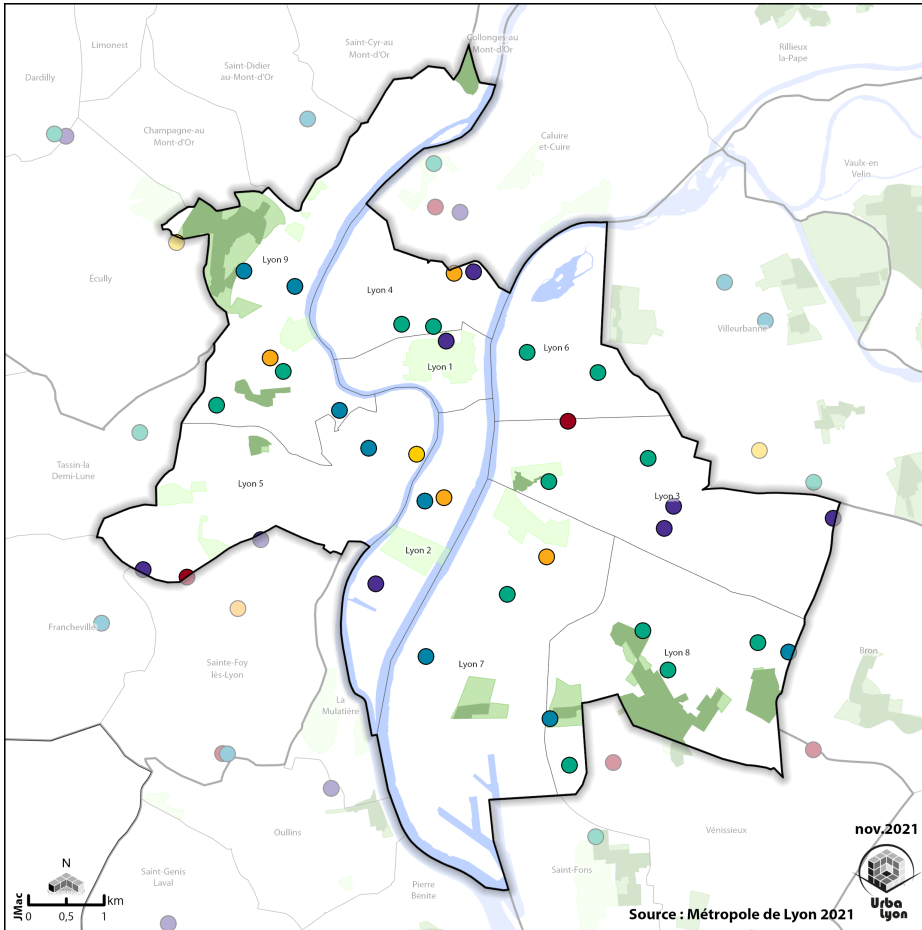 Collonges-au
Mont-d'Or
Limonest
Saint-Cyr-au
Mont-d'Or
Rillieux
la-Pape
Saint-Didier
au-Mont-d'Or
Dardilly
Champagne-au
Mont-d'Or
Caluire
et-Cuire
Vaulx-en
Velin
Lyon 9
Écully
Lyon 4
Villeurbanne
Lyon 6
Lyon 1
Tassin-la
Demi-Lune
Lyon 5
Lyon 3
Lyon 2
Francheville
Lyon 8
Bron
Sainte-Foy
lès-Lyon
Lyon 7
La
Mulatière
Oullins
Vénissieux
nov.2021
Saint-Genis
Laval
Saint-Fons
Pierre
Bénite
N
JMac
0 0,5 1 km
Source : Métropole de Lyon 2021
Urba
Lyon